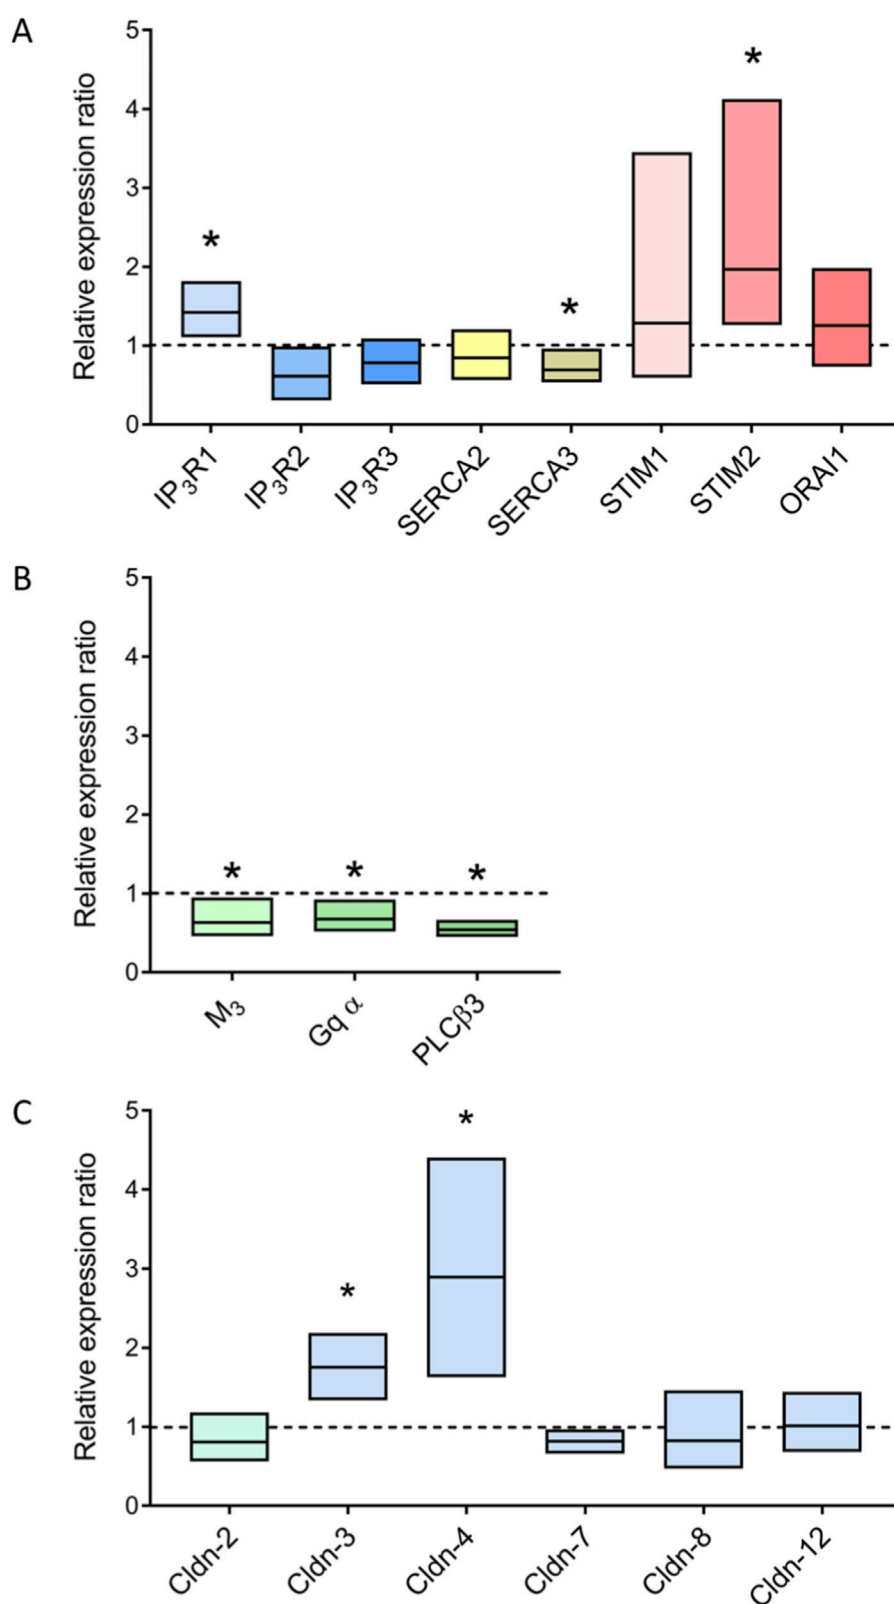 A
Relative expression ratio
5
4
3
2
1
0
*
*
*
IP3R1
IP3R2
IP3R3
SERCA2
SERCA3
STIM1
STIM2
ORAI1
B
Relative expression ratio
5
4
3
2
1
0
*
*
*
M3
Gq α
PLCβ3
C
Relative expression ratio
5
4
3
2
1
0
*
*
Cldn-2
Cldn-3
Cldn-4
Cldn-7
Cldn-8
Cldn-12